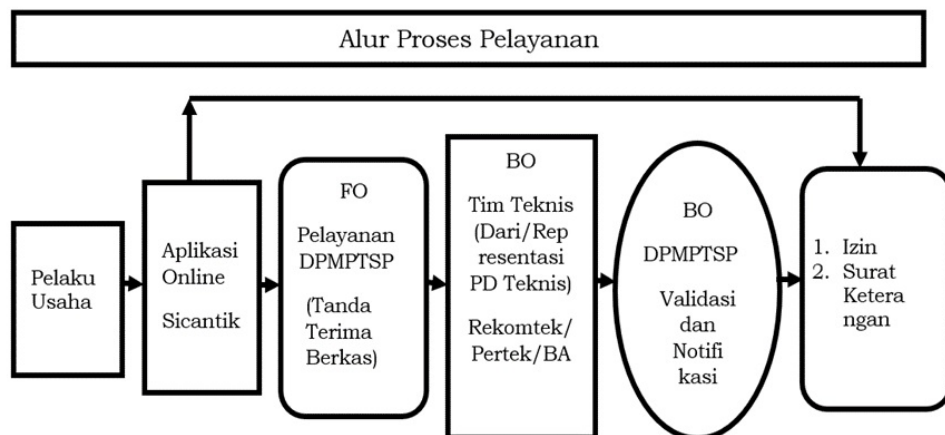 Alur Proses Pelayanan
Pelaku
Usaha
Aplikasi
Online
Sicantik
FO
Pelayanan
DPMPTSP
(Tanda
Terima
Berkas)
BO
Tim Teknis
(Dari/Rep
resentasi
PD Teknis)
Rekomtek/
Pertek/BA
BO
DPMPTSP
Validasi
dan
Notifi
kasi
1. Izin
2. Surat
Ketera
ngan